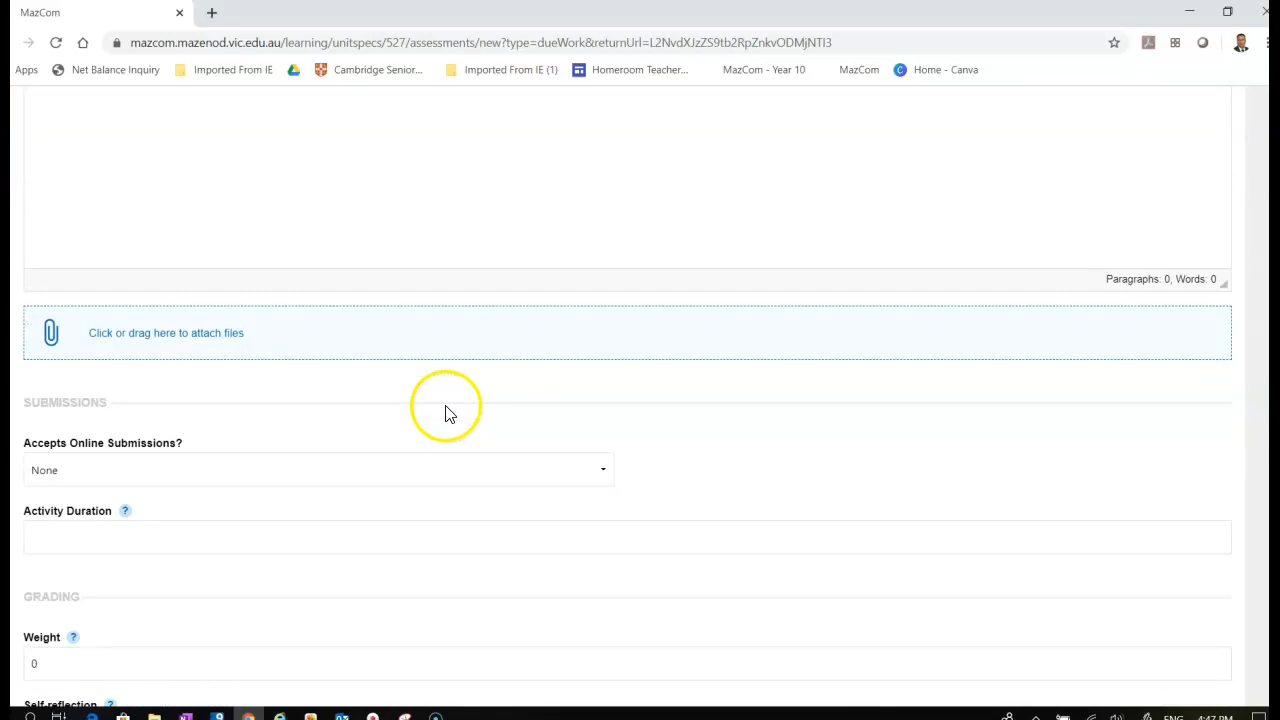 MazCom
mazcom.mazenod.vic.edu.au/learning/unitspecs/527/assessments/new?type=dueWork&returnUrl=L2NvdXJzZS9tb2RpZnkvODMjNTI3
Apps Net Balance Inquiry Imported From IE Cambridge Senior... Imported From IE (1) Homeroom Teacher... MazCom - Year 10 MazCom Home - Canva
Paragraphs: 0, Words: 0
Click or drag here to attach files
SUBMISSIONS
Accepts Online Submissions?
None
Activity Duration ?
GRADING
Weight ?
0
Self-reflection ?
ENG 4:47 PM